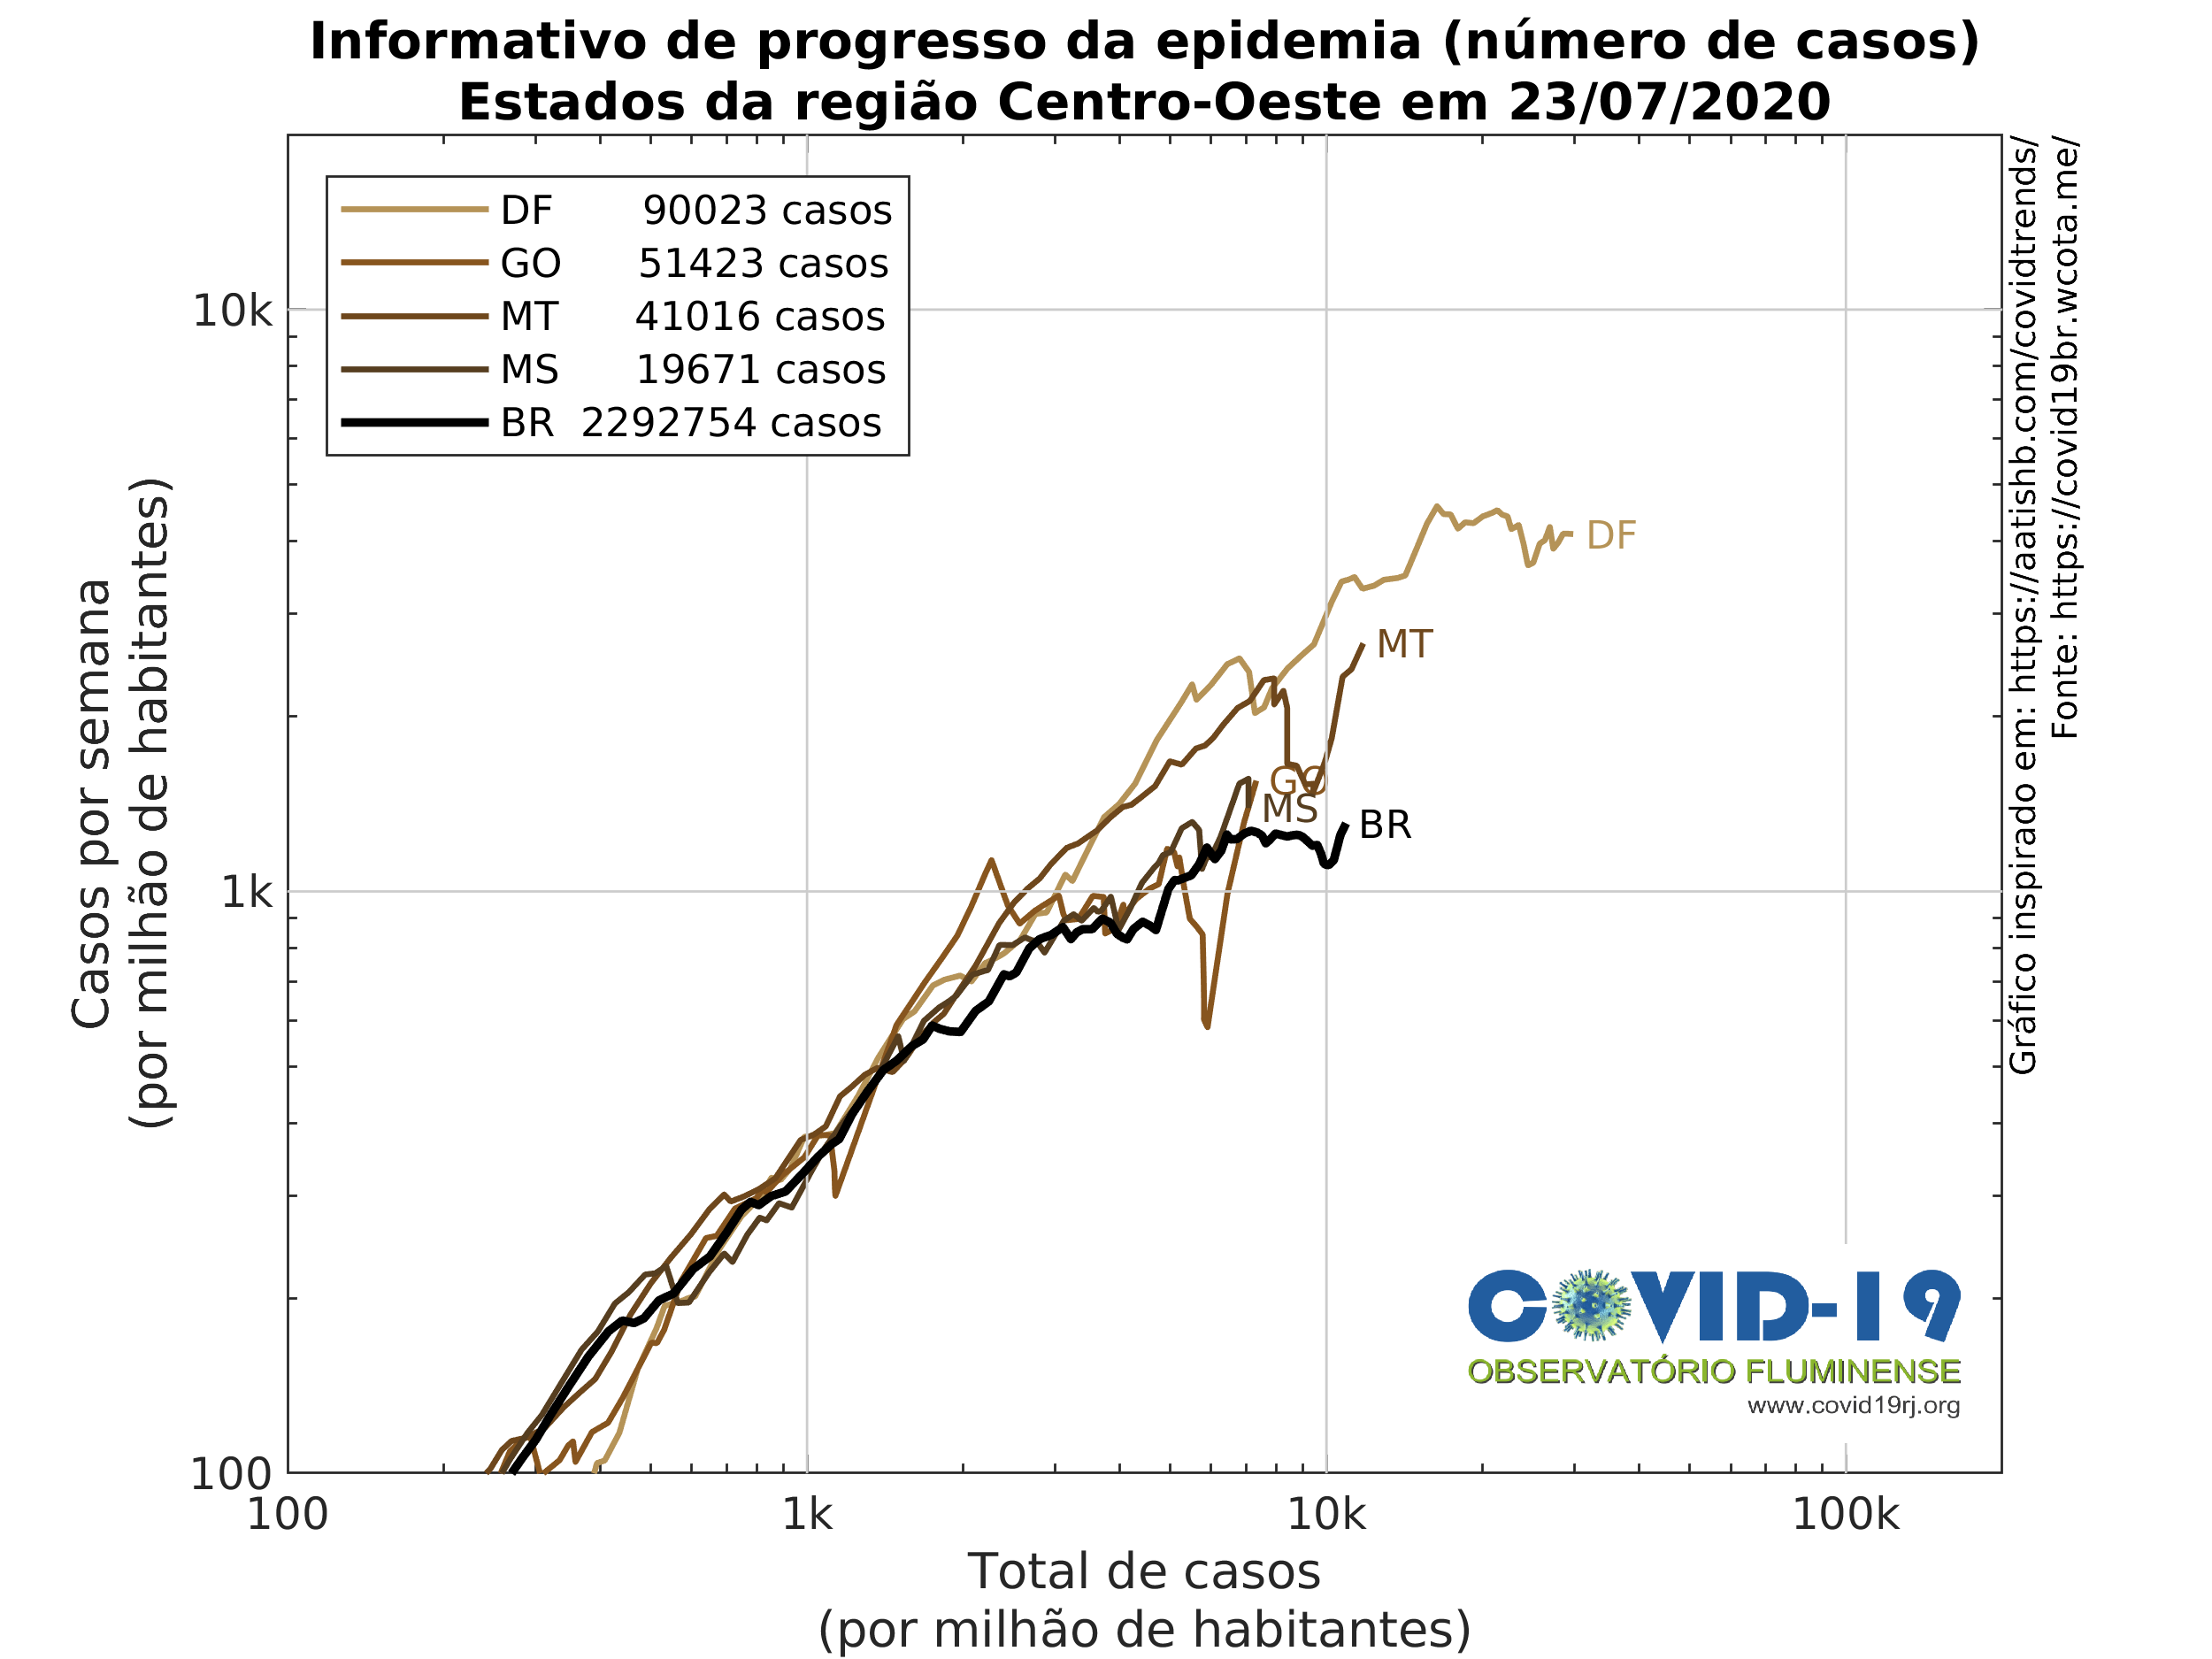 Informativo de progresso da epidemia (número de casos)
Estados da região Centro-Oeste em 23/07/2020
DF 90023 casos
GO 51423 casos
MT 41016 casos
MS 19671 casos
BR 2292754 casos
10k
1k
100
Casos por semana
(por milhão de habitantes)
DF
MT
GO
MS
BR
Gráfico inspirado em: https://aatishb.com/covidtrends/
Fonte: https://covid19br.wcota.me/
COVID-19
OBSERVATÓRIO FLUMINENSE
www.covid19rj.org
100
1k
10k
100k
Total de casos
(por milhão de habitantes)